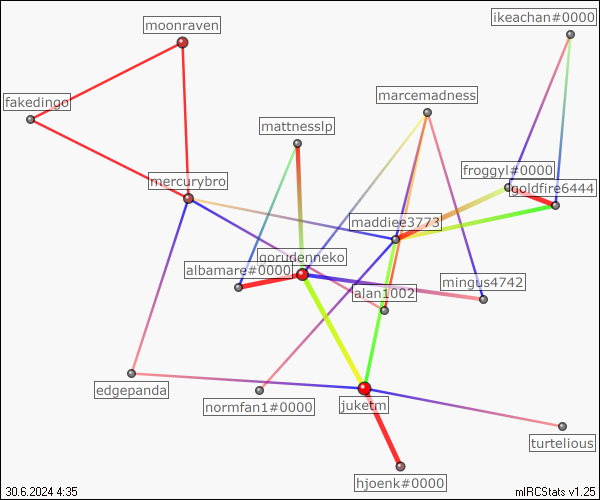 ikeachan#0000
moonraven
marcemadness
fakedingo
mattnesslp
froggyl#0000
mercurybro
goldfire6444
maddiee3773
gorudenneko
albamare#0000
mingus4742
alan1002
edgepanda
juketm
normfan1#0000
turtelious
hjoenk#0000
30.6.2024 4:35
mIRCStats v1.25